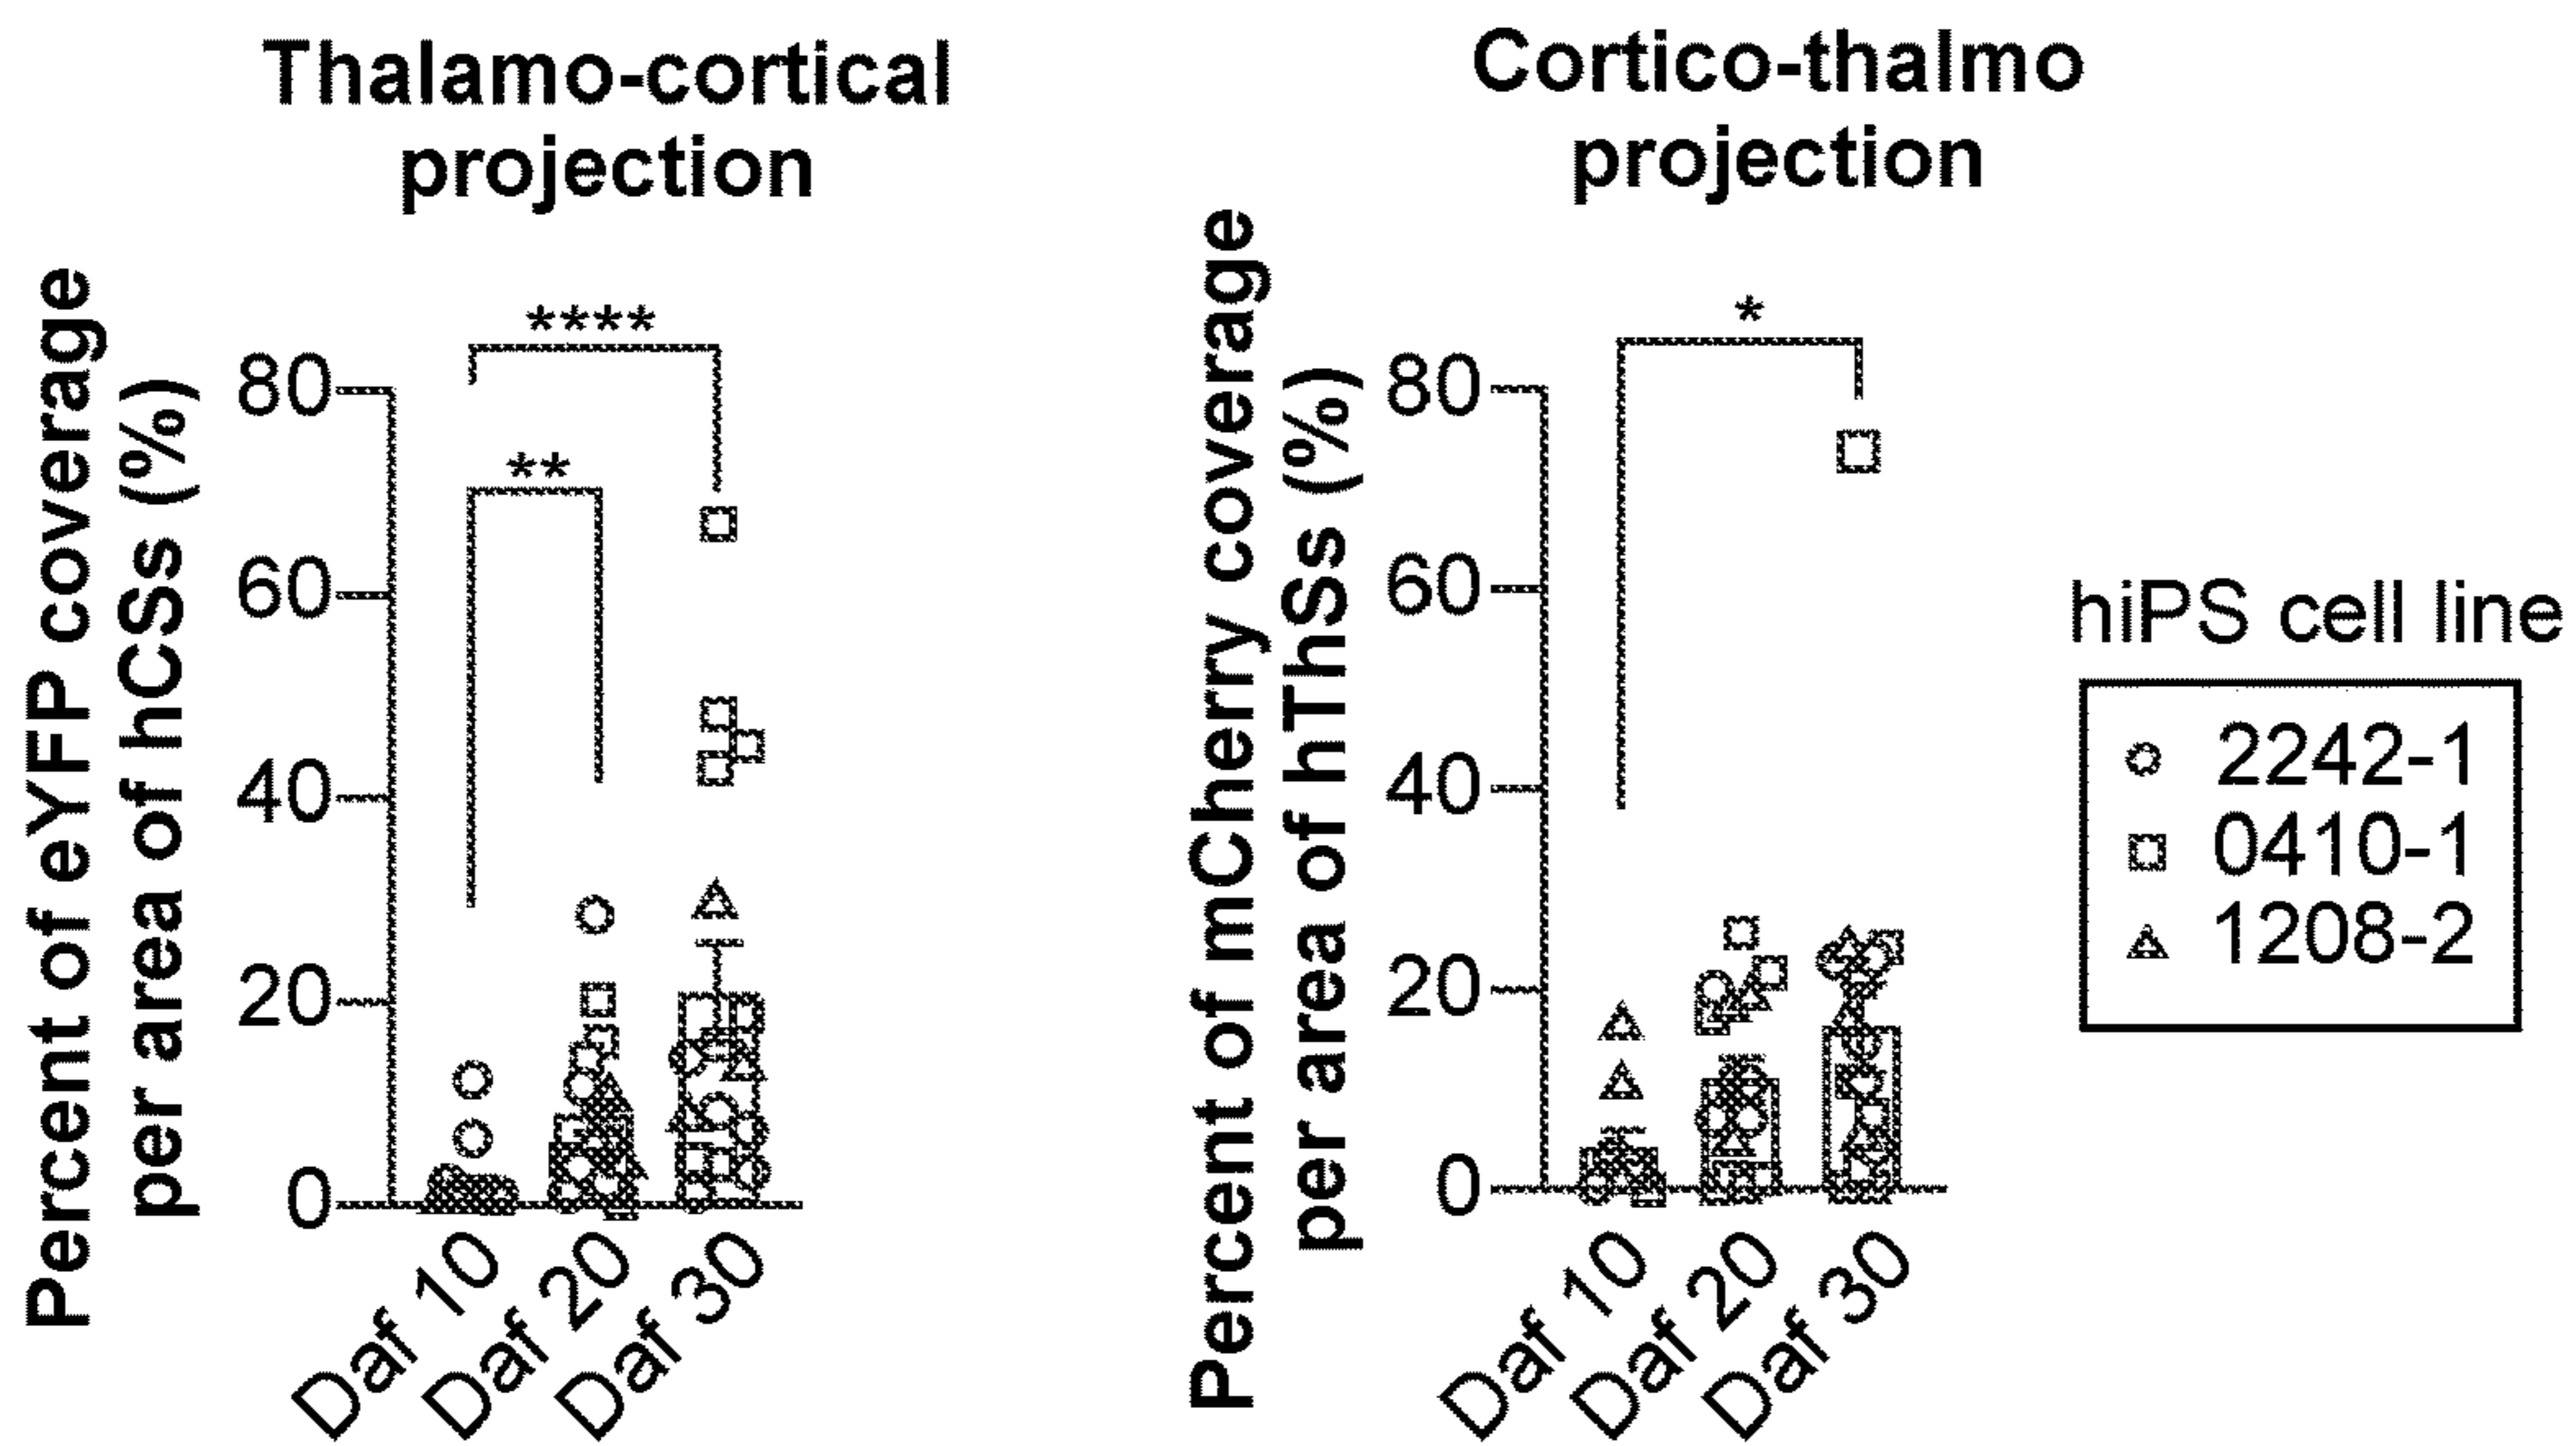 Thalamo-cortical
projection
Percent of eYFP coverage
per area of hCSs (%)
80
60
40
20
0
****
**
Daf 10
Daf 20
Daf 30
Cortico-thalmo
projection
Percent of mCherry coverage
per area of hThSs (%)
80
60
40
20
0
*
Daf 10
Daf 20
Daf 30
hiPS cell line
2242-1
0410-1
1208-2